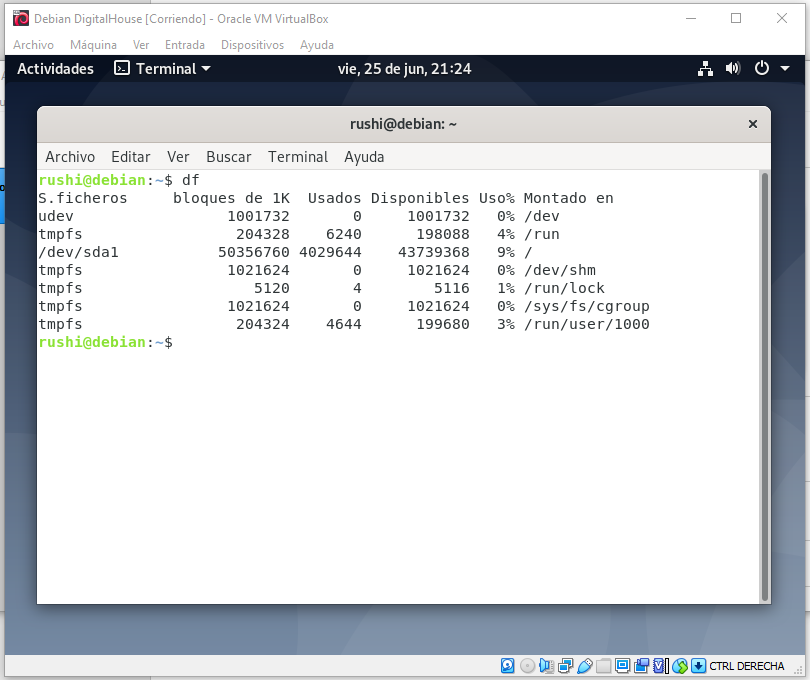 Debian DigitalHouse [Corriendo] - Oracle VM VirtualBox
Archivo Máquina Ver Entrada Dispositivos Ayuda
Actividades Terminal vie, 25 de jun, 21:24
rushi@debian: ~
Archivo Editar Ver Buscar Terminal Ayuda
rushi@debian:~$ df
S.ficheros     bloques de 1K  Usados Disponibles Uso% Montado en
udev                 1001732       0     1001732   0% /dev
tmpfs                 204328    6240      198088   4% /run
/dev/sda1           50356760 4029644    43739368   9% /
tmpfs                1021624       0     1021624   0% /dev/shm
tmpfs                   5120       4        5116   1% /run/lock
tmpfs                1021624       0     1021624   0% /sys/fs/cgroup
tmpfs                 204324    4644      199680   3% /run/user/1000
rushi@debian:~$
CTRL DERECHA